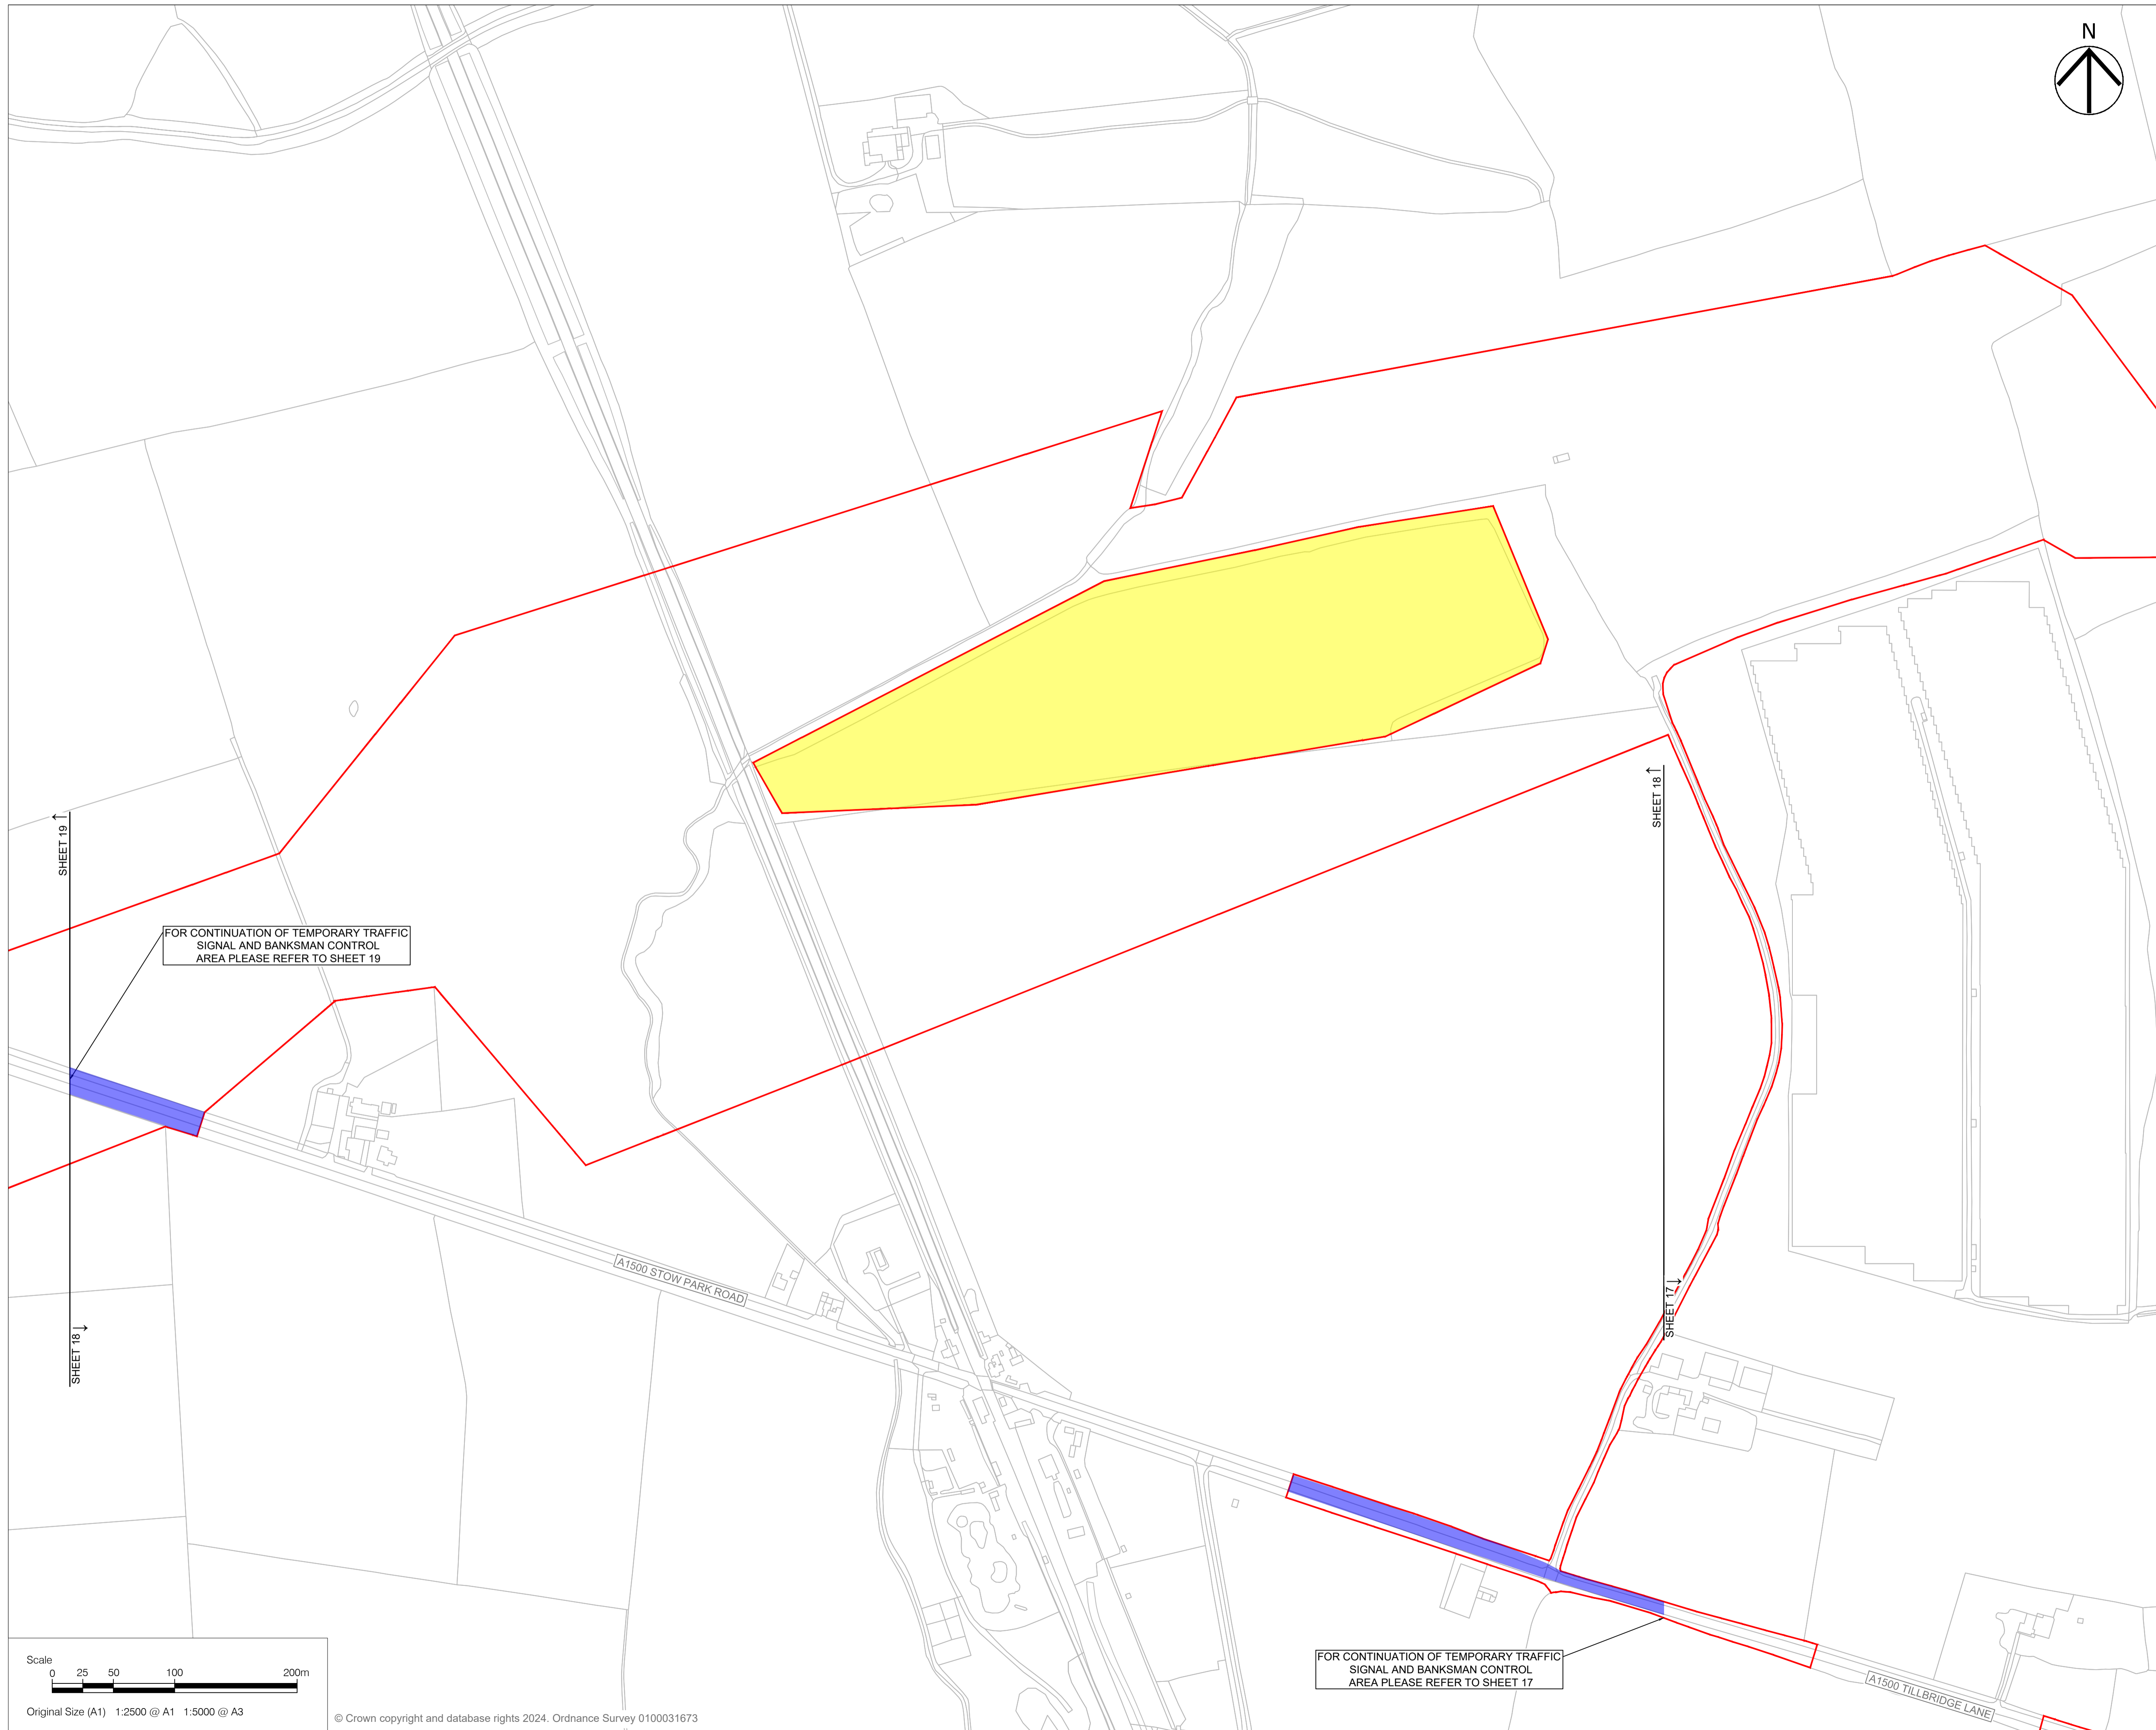 N
SHEET 18
SHEET 19
FOR CONTINUATION OF TEMPORARY TRAFFIC
SIGNAL AND BANKSMAN CONTROL
AREA PLEASE REFER TO SHEET 19
A1500 STOW PARK ROAD
SHEET 17
SHEET 18
FOR CONTINUATION OF TEMPORARY TRAFFIC
SIGNAL AND BANKSMAN CONTROL
AREA PLEASE REFER TO SHEET 17
A1500 TILLBRIDGE LANE
Scale
0 25 50 100 200m
Original Size (A1) 1:2500 @ A1 1:5000 @ A3
© Crown copyright and database rights 2024. Ordnance Survey 0100031673